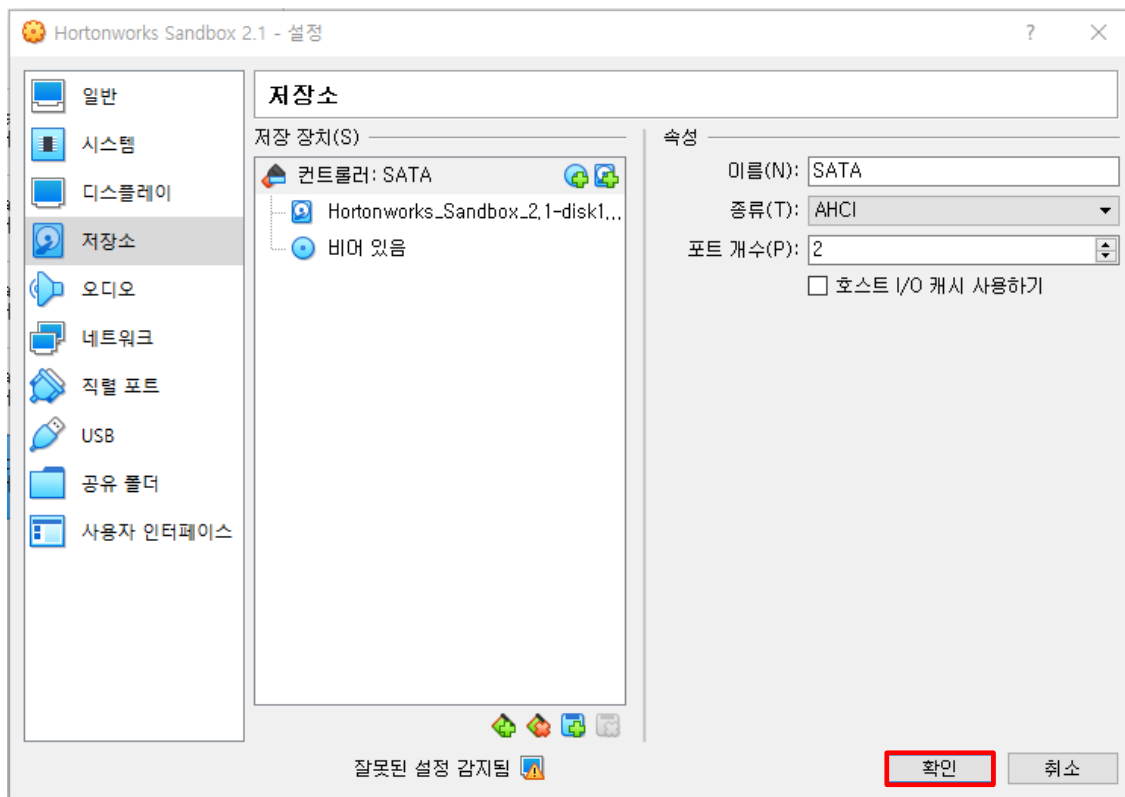 Hortonworks Sandbox 2.1 - 설정
?
일반
시스템
디스플레이
저장소
오디오
네트워크
직렬 포트
USB
공유 폴더
사용자 인터페이스
저장소
저장 장치(S)
컨트롤러: SATA
Hortonworks_Sandbox_2,1-disk1,,,
비어 있음
속성
이름(N): SATA
종류(T): AHCI
포트 개수(P): 2
호스트 I/O 캐시 사용하기
잘못된 설정 감지됨
확인 취소